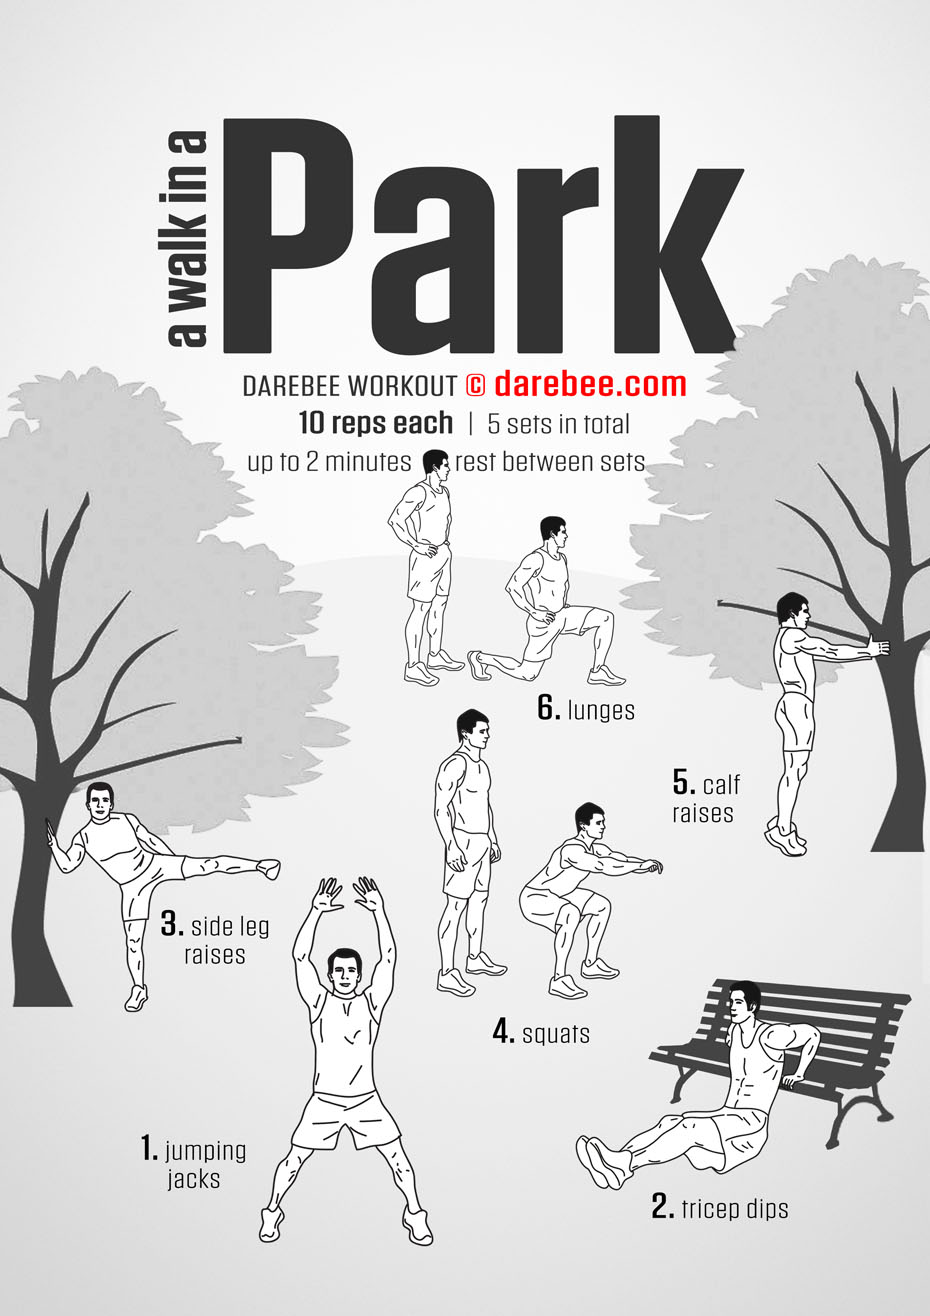 a walk in a
Park
DAREBEE WORKOUT © darebee.com
10 reps each | 5 sets in total
up to 2 minutes rest between sets
6. lunges
5. calf
raises
3. side leg
raises
4. squats
1. jumping
jacks
2. tricep dips